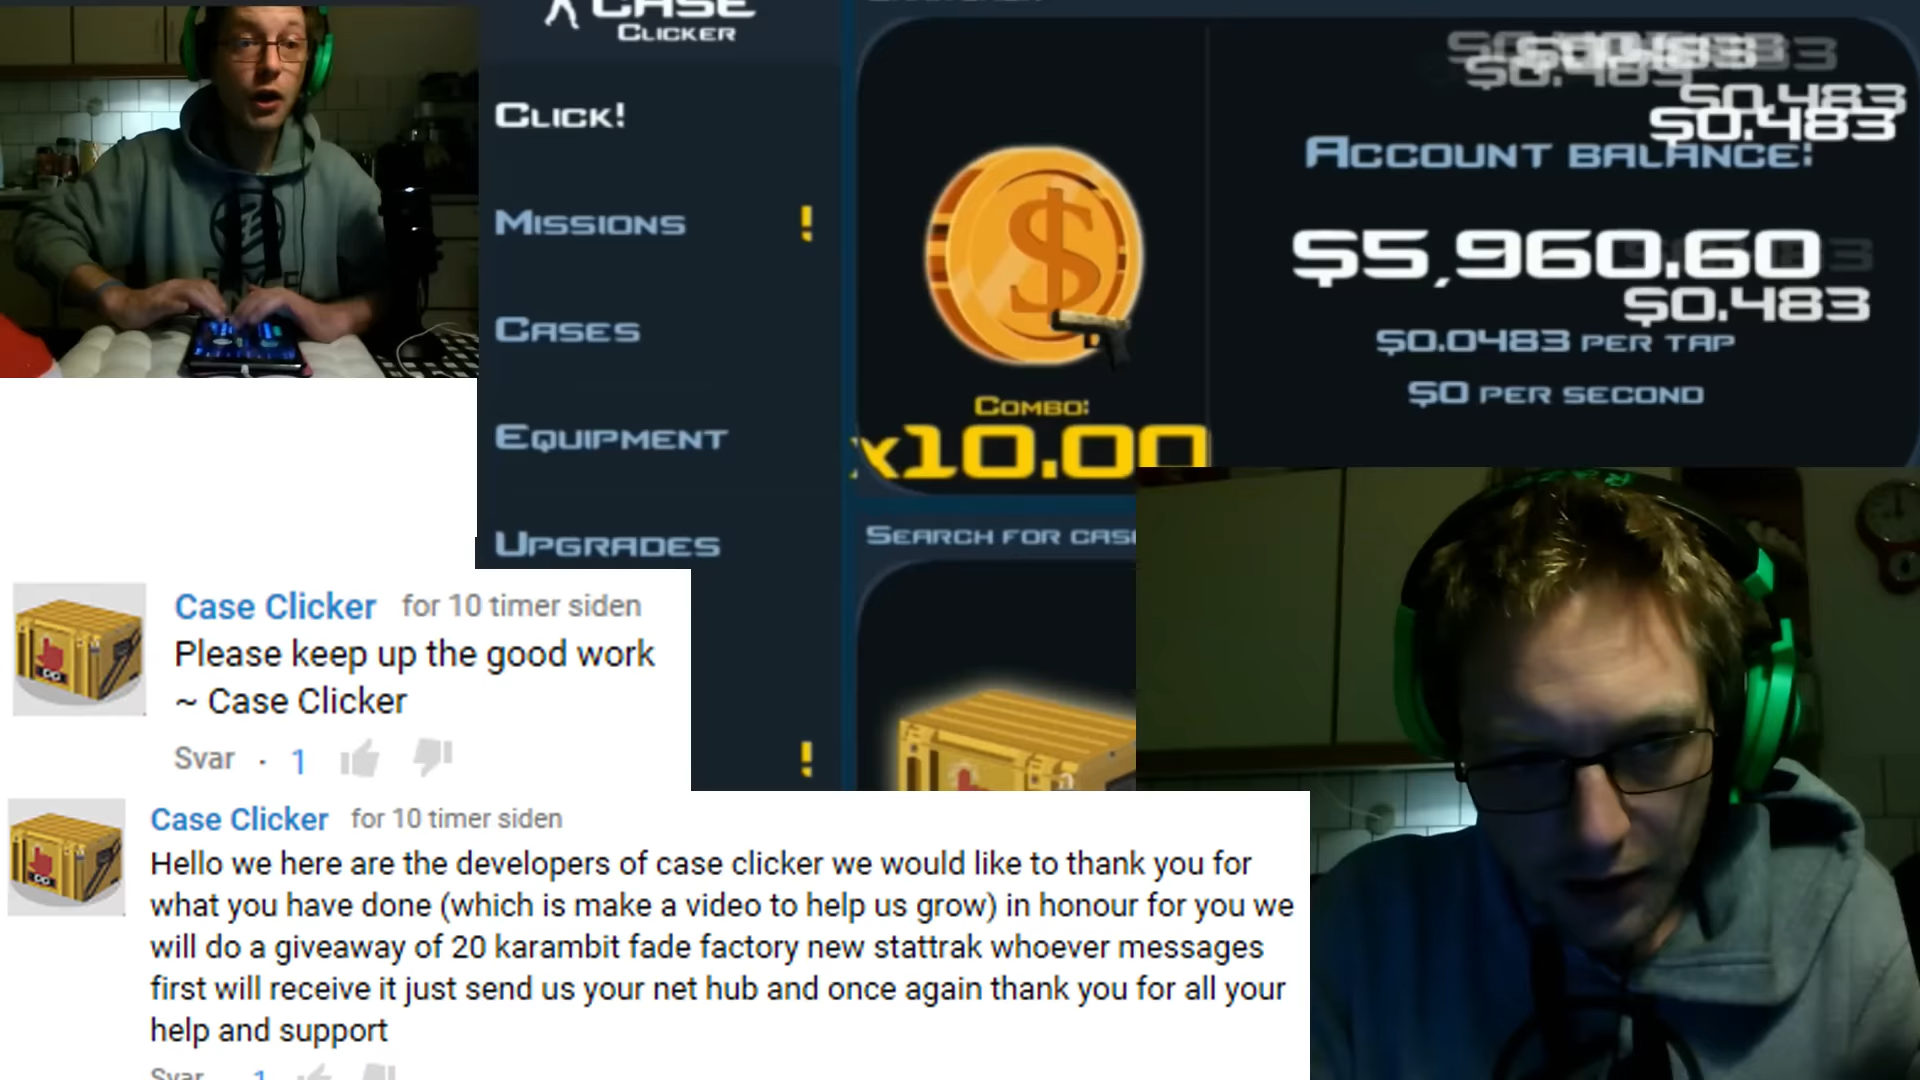 CASE
CLICKER
CLICK!
MISSIONS !
CASES
EQUIPMENT
UPGRADES
!
COMBO:
x10.00
$0.483
$0.483
$0.483
$0.483
ACCOUNT BALANCE:
$5,960.60
$0.483
$0.0483 PER TAP
$0 PER SECOND
SEARCH FOR CASE
Case Clicker for 10 timer siden
Please keep up the good work
~ Case Clicker
Svar · 1
Case Clicker for 10 timer siden
Hello we here are the developers of case clicker we would like to thank you for
what you have done (which is make a video to help us grow) in honour for you we
will do a giveaway of 20 karambit fade factory new stattrak whoever messages
first will receive it just send us your net hub and once again thank you for all your
help and support
Svar 1